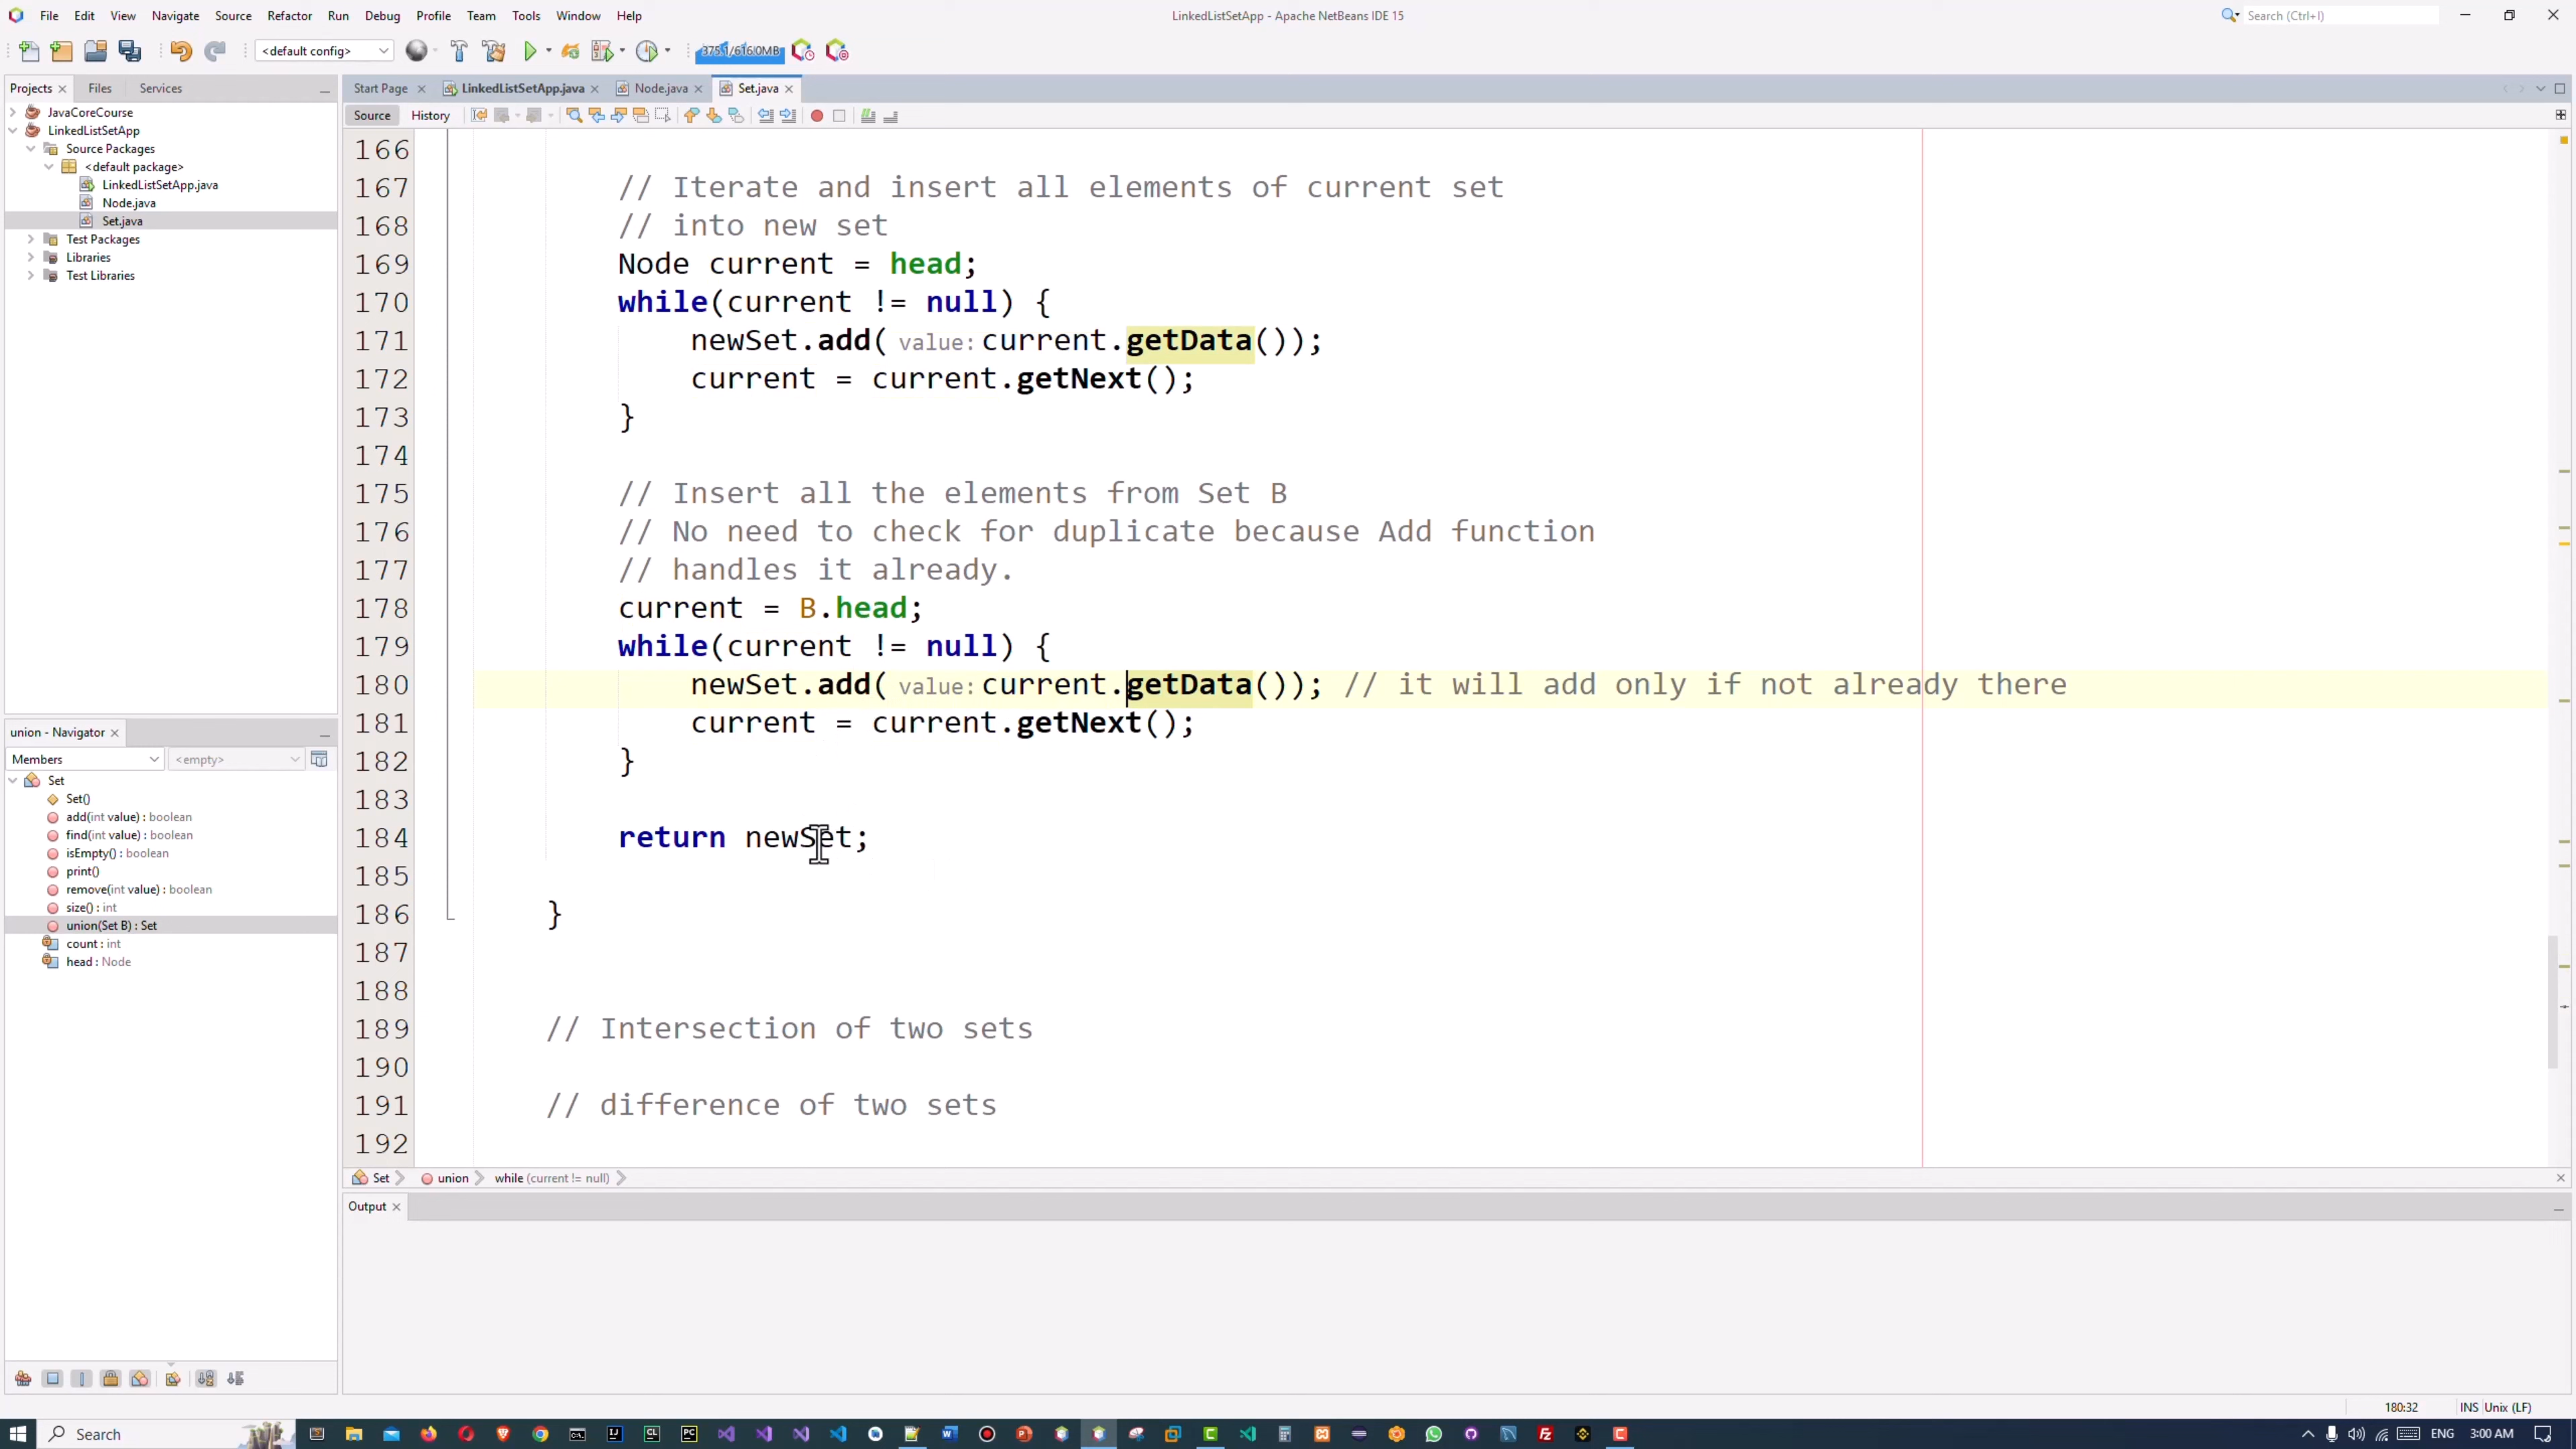 File Edit View Navigate Source Refactor Run Debug Profile Team Tools Window Help
LinkedListSetApp - Apache NetBeans IDE 15
Search (Ctrl+I)
<default config>
375.1/616.0MB
Projects Files Services
Start Page LinkedListSetApp.java Node.java Set.java
Source History
JavaCoreCourse
LinkedListSetApp
Source Packages
<default package>
LinkedListSetApp.java
Node.java
Set.java
Test Packages
Libraries
Test Libraries
166
167 // Iterate and insert all elements of current set
168 // into new set
169 Node current = head;
170 while(current != null) {
171 newSet.add( value: current.getData());
172 current = current.getNext();
173 }
174
175 // Insert all the elements from Set B
176 // No need to check for duplicate because Add function
177 // handles it already.
178 current = B.head;
179 while(current != null) {
180 newSet.add( value: current.getData()); // it will add only if not already there
181 current = current.getNext();
182 }
183
184 return newSet;
185
186 }
187
188
189 // Intersection of two sets
190
191 // difference of two sets
192
union - Navigator
Members <empty>
Set
Set()
add(int value) : boolean
find(int value) : boolean
isEmpty() : boolean
print()
remove(int value) : boolean
size() : int
union(Set B) : Set
count : int
head : Node
Set union while (current != null)
Output
180:32 INS Unix (LF)
Search
ENG 3:00 AM